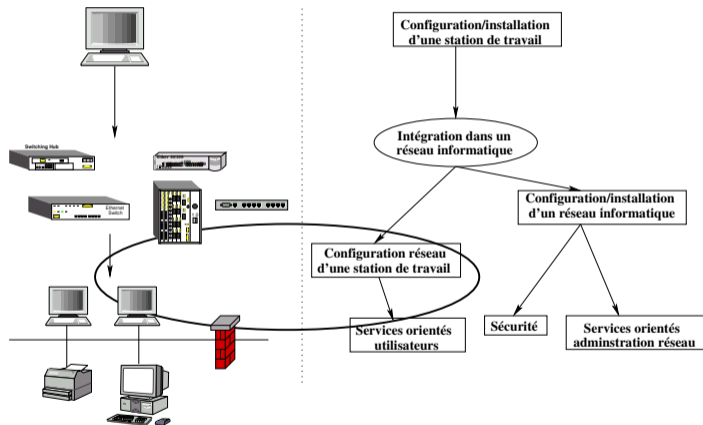 Configuration/installation
d'une station de travail
Intégration dans un
réseau informatique
Configuration/installation
d'un réseau informatique
Configuration réseau
d'une station de travail
Services orientés
utilisateurs
Sécurité
Services orientés
adminstration réseau
Switching Hub
Ethernet
Switch